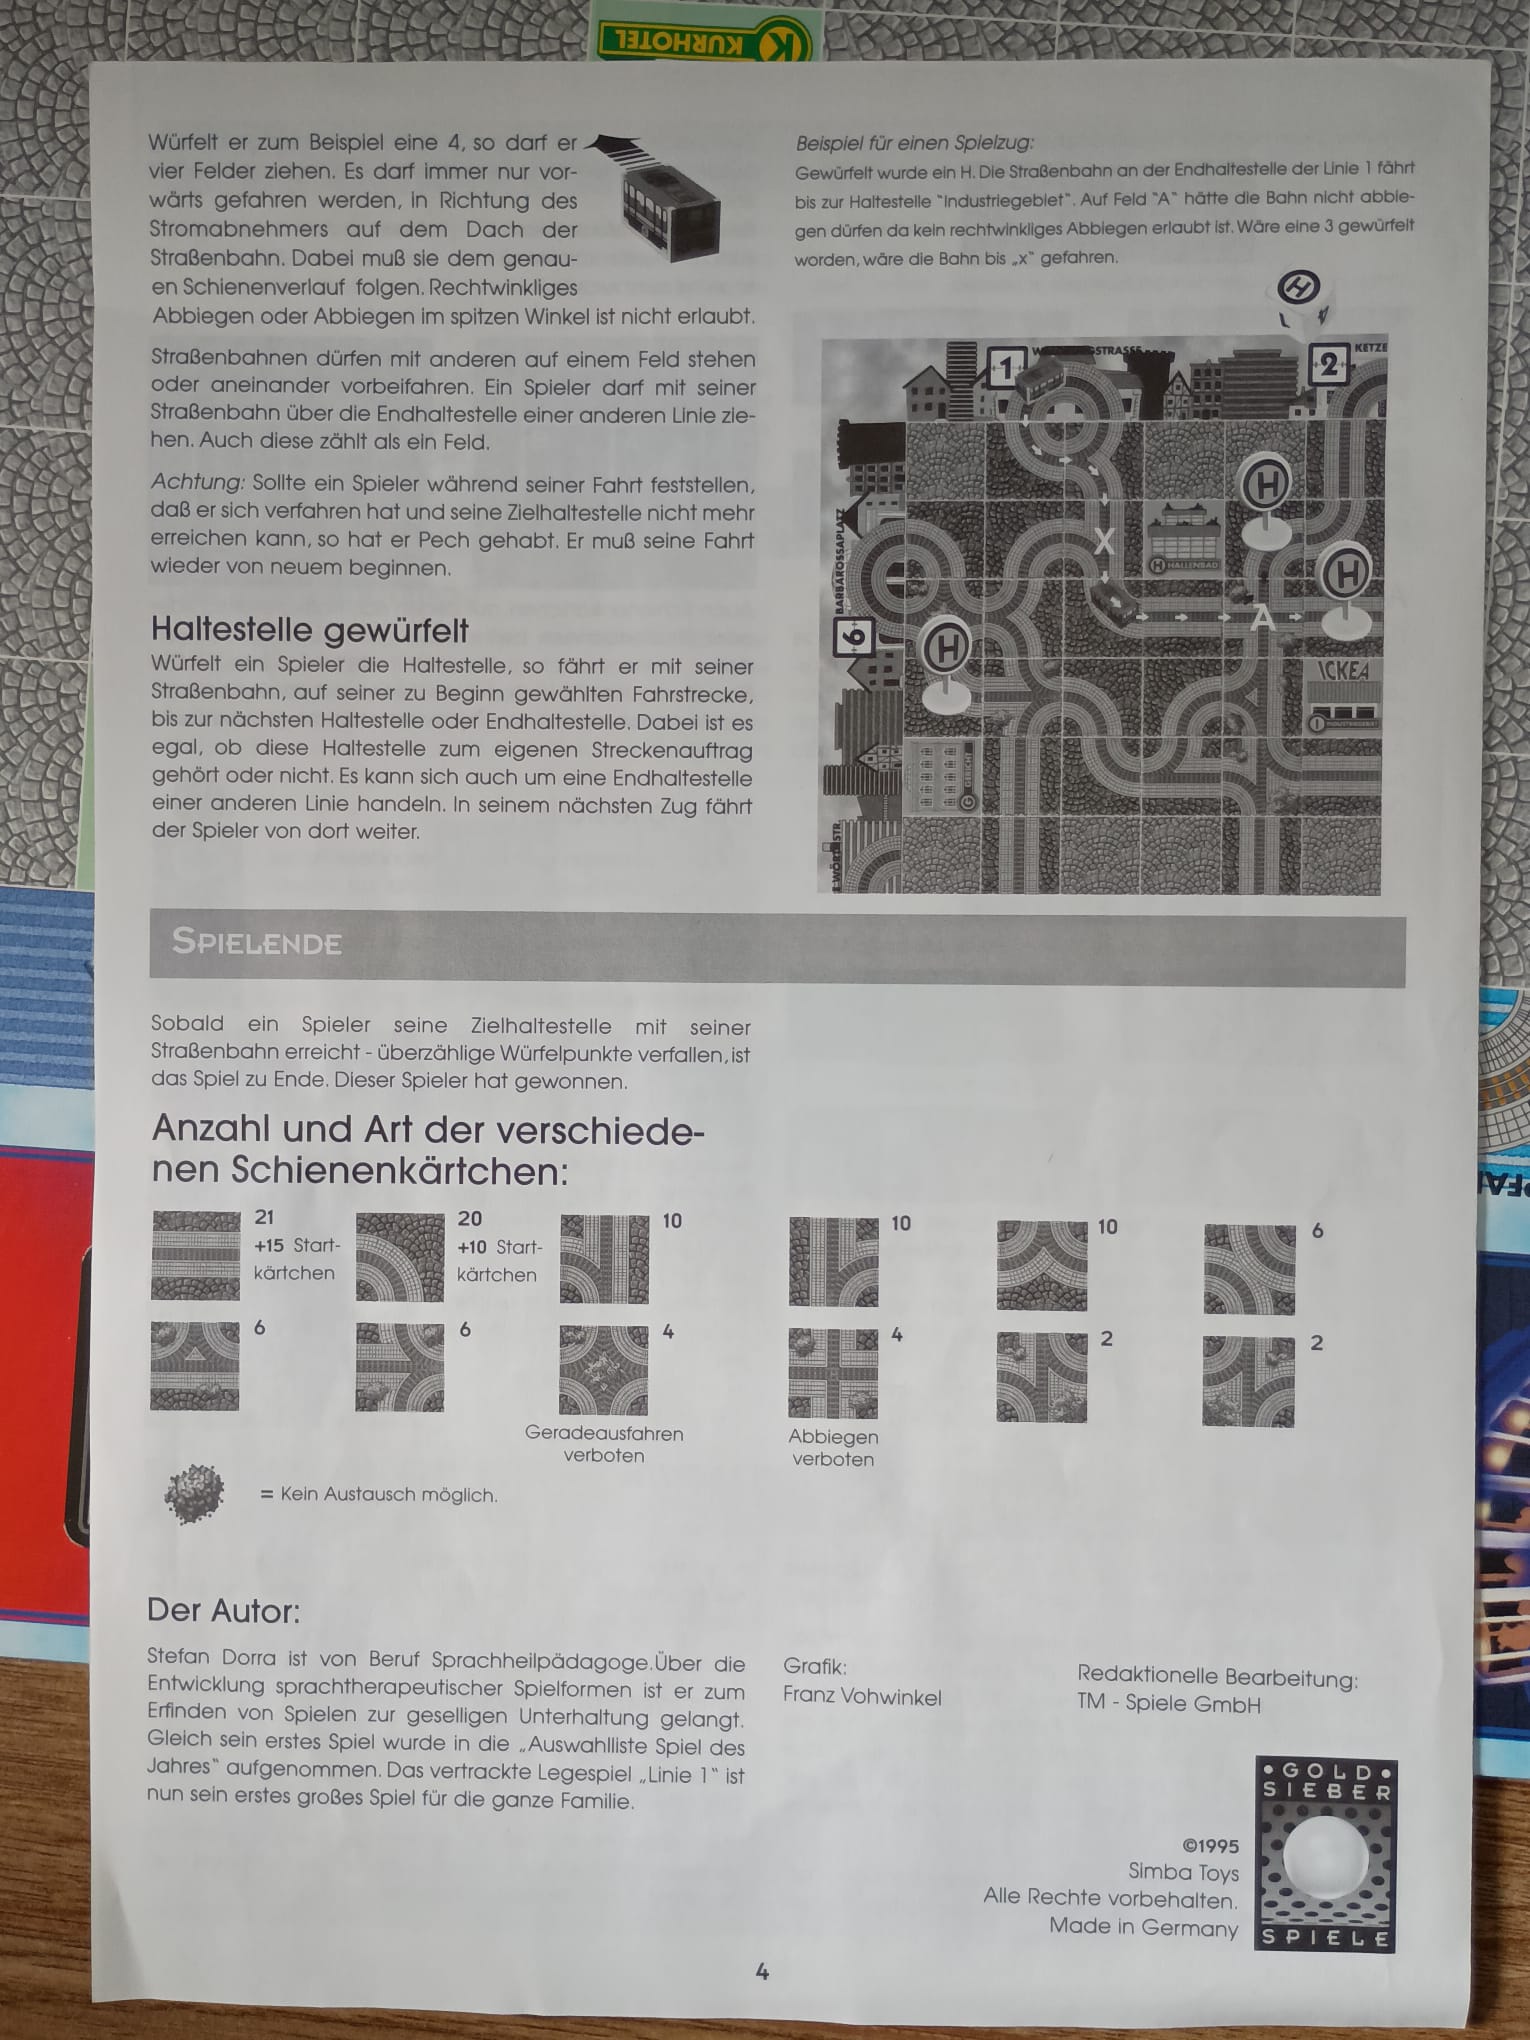 KURHOTEL K
Würfelt er zum Beispiel eine 4, so darf er
vier Felder ziehen. Es darf immer nur vor-
wärts gefahren werden, in Richtung des
Stromabnehmers auf dem Dach der
Straßenbahn. Dabei muß sie dem genau-
en Schienenverlauf folgen. Rechtwinkliges
Abbiegen oder Abbiegen im spitzen Winkel ist nicht erlaubt.
Straßenbahnen dürfen mit anderen auf einem Feld stehen
oder aneinander vorbeifahren. Ein Spieler darf mit seiner
Straßenbahn über die Endhaltestelle einer anderen Linie zie-
hen. Auch diese zählt als ein Feld.
Achtung: Sollte ein Spieler während seiner Fahrt feststellen,
daß er sich verfahren hat und seine Zielhaltestelle nicht mehr
erreichen kann, so hat er Pech gehabt. Er muß seine Fahrt
wieder von neuem beginnen.
Haltestelle gewürfelt
Würfelt ein Spieler die Haltestelle, so fährt er mit seiner
Straßenbahn, auf seiner zu Beginn gewählten Fahrstrecke,
bis zur nächsten Haltestelle oder Endhaltestelle. Dabei ist es
egal, ob diese Haltestelle zum eigenen Streckenauftrag
gehört oder nicht. Es kann sich auch um eine Endhaltestelle
einer anderen Linie handeln. In seinem nächsten Zug fährt
der Spieler von dort weiter.
Beispiel für einen Spielzug:
Gewürfelt wurde ein H. Die Straßenbahn an der Endhaltestelle der Linie 1 fährt
bis zur Haltestelle "Industriegebiet". Auf Feld "A" hätte die Bahn nicht abbie-
gen dürfen da kein rechtwinkliges Abbiegen erlaubt ist. Wäre eine 3 gewürfelt
worden, wäre die Bahn bis „x" gefahren.
H
1
STRASSE
2
KETZE
H
X
H HALLENBAD
H
BARBAROSSAPLATZ
6
A
H
ICKEA
I INDUSTRIEGEBIET
GERICHT
G
WÖRTHSTR.
SPIELENDE
Sobald ein Spieler seine Zielhaltestelle mit seiner
Straßenbahn erreicht - überzählige Würfelpunkte verfallen, ist
das Spiel zu Ende. Dieser Spieler hat gewonnen.
Anzahl und Art der verschiede-
nen Schienenkärtchen:
21
+15 Start-
kärtchen
20
+10 Start-
kärtchen
10
10
10
6
6
6
4
4
2
2
Geradeausfahren
verboten
Abbiegen
verboten
= Kein Austausch möglich.
Der Autor:
Stefan Dorra ist von Beruf Sprachheilpädagoge.Über die
Entwicklung sprachtherapeutischer Spielformen ist er zum
Erfinden von Spielen zur geselligen Unterhaltung gelangt.
Gleich sein erstes Spiel wurde in die „Auswahlliste Spiel des
Jahres" aufgenommen. Das vertrackte Legespiel „Linie 1" ist
nun sein erstes großes Spiel für die ganze Familie.
Grafik:
Franz Vohwinkel
Redaktionelle Bearbeitung:
TM - Spiele GmbH
• GOLD •
SIEBER
SPIELE
©1995
Simba Toys
Alle Rechte vorbehalten.
Made in Germany
4